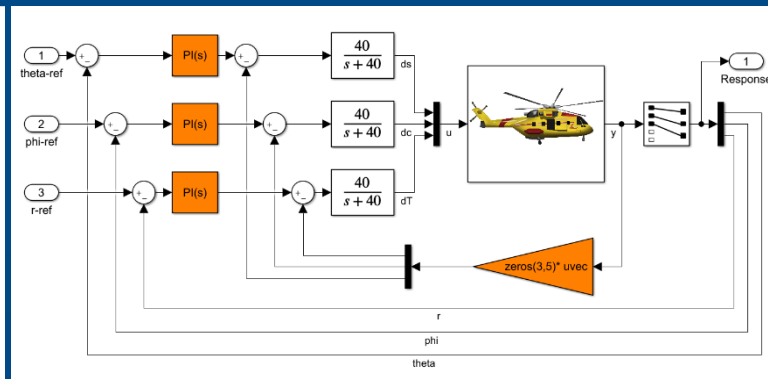 1
theta-ref
+
−
PI(s)
+
−
40
s + 40
ds
2
phi-ref
+
−
PI(s)
+
−
40
s + 40
dc
u
y
1
Response
3
r-ref
+
−
PI(s)
+
−
40
s + 40
dT
zeros(3,5)* uvec
r
phi
theta